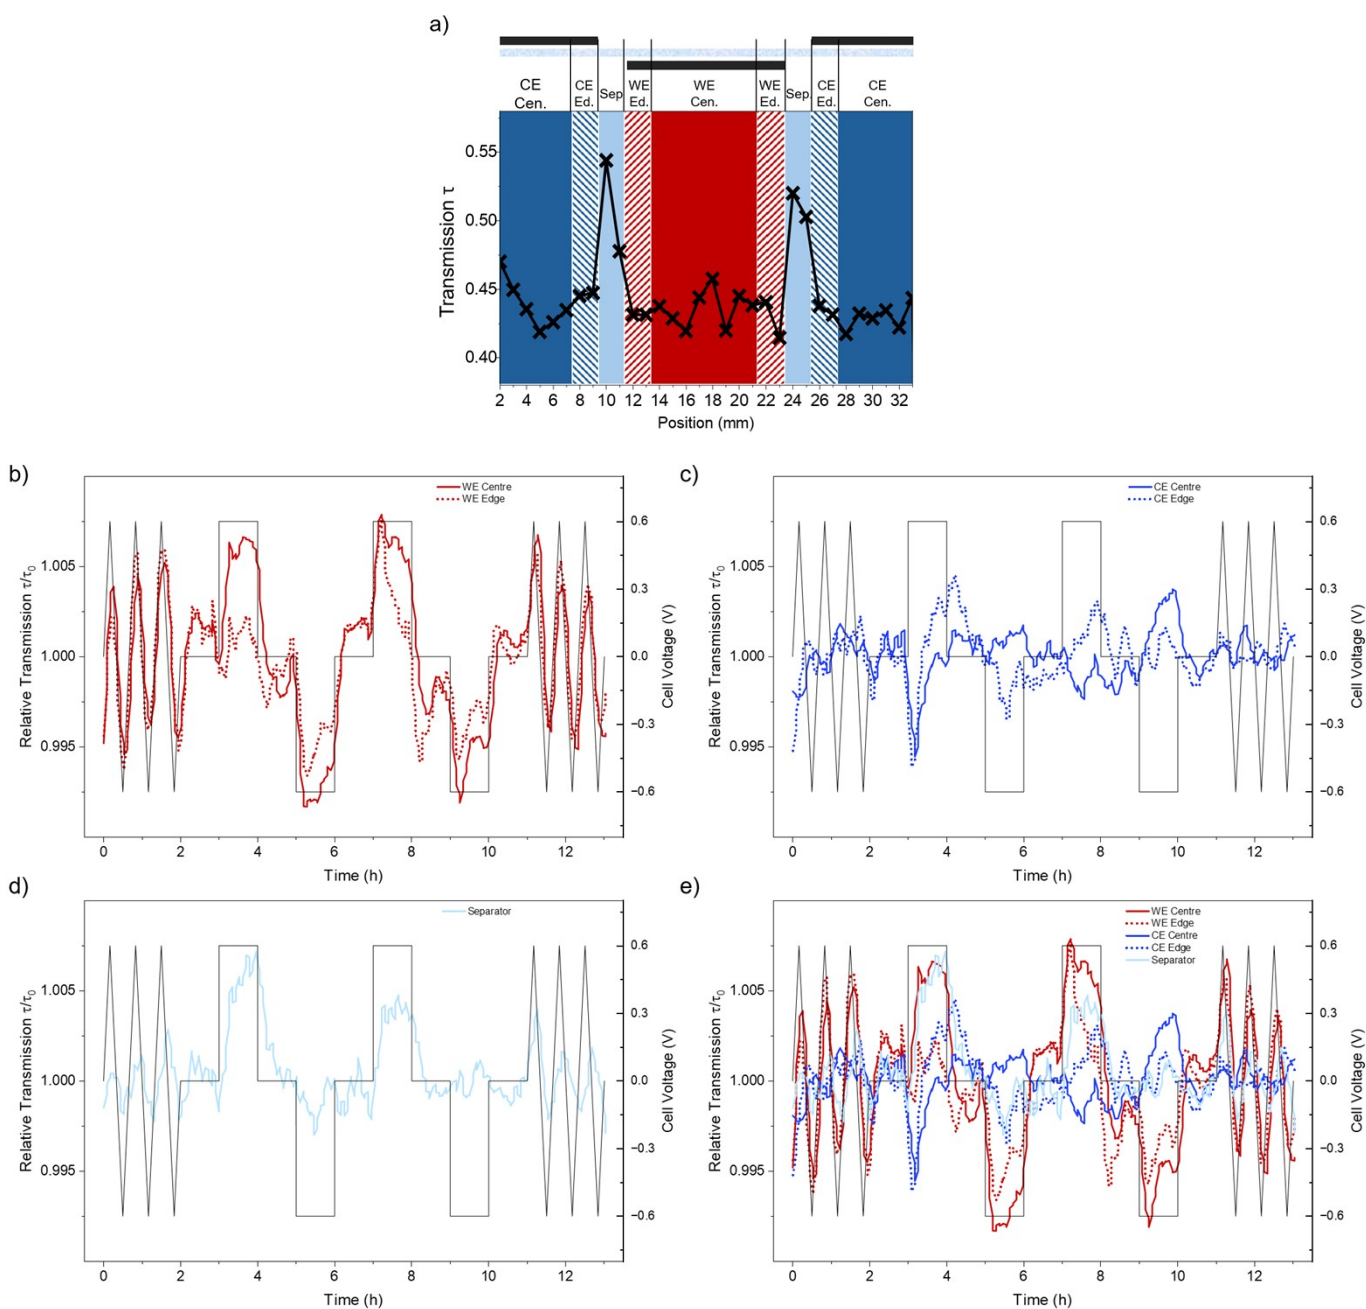 a)
CE Cen.
CE Ed.
Sep
WE Ed.
WE Cen.
WE Ed.
Sep.
CE Ed.
CE Cen.
Transmission τ
0.55
0.50
0.45
0.40
2 4 6 8 10 12 14 16 18 20 22 24 26 28 30 32
Position (mm)
b)
WE Centre
WE Edge
Relative Transmission τ/τ0
1.005
1.000
0.995
0.6
0.3
0.0
−0.3
−0.6
Cell Voltage (V)
0 2 4 6 8 10 12
Time (h)
c)
CE Centre
CE Edge
Relative Transmission τ/τ0
1.005
1.000
0.995
0.6
0.3
0.0
−0.3
−0.6
Cell Voltage (V)
0 2 4 6 8 10 12
Time (h)
d)
Separator
Relative Transmission τ/τ0
1.005
1.000
0.995
0.6
0.3
0.0
−0.3
−0.6
Cell Voltage (V)
0 2 4 6 8 10 12
Time (h)
e)
WE Centre
WE Edge
CE Centre
CE Edge
Separator
Relative Transmission τ/τ0
1.005
1.000
0.995
0.6
0.3
0.0
−0.3
−0.6
Cell Voltage (V)
0 2 4 6 8 10 12
Time (h)